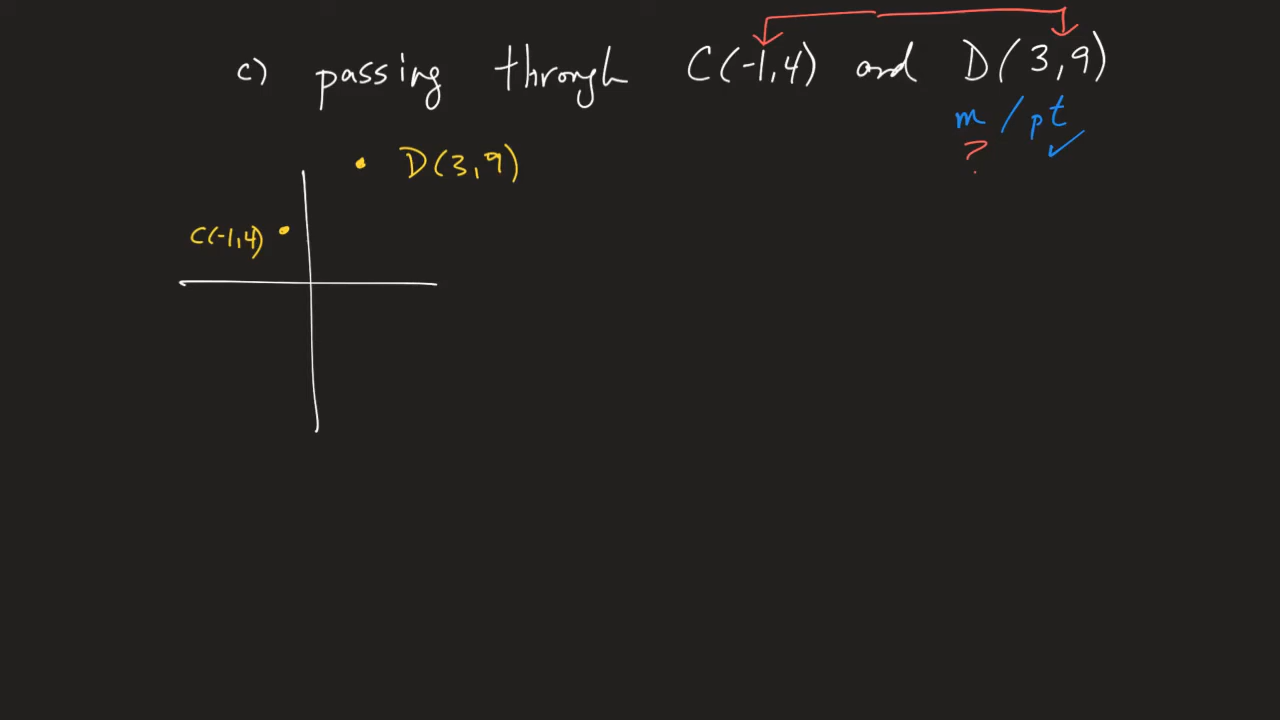 c) passing through C(-1,4) and D(3,9)
m / pt
? ✓
D(3,9)
C(-1,4)